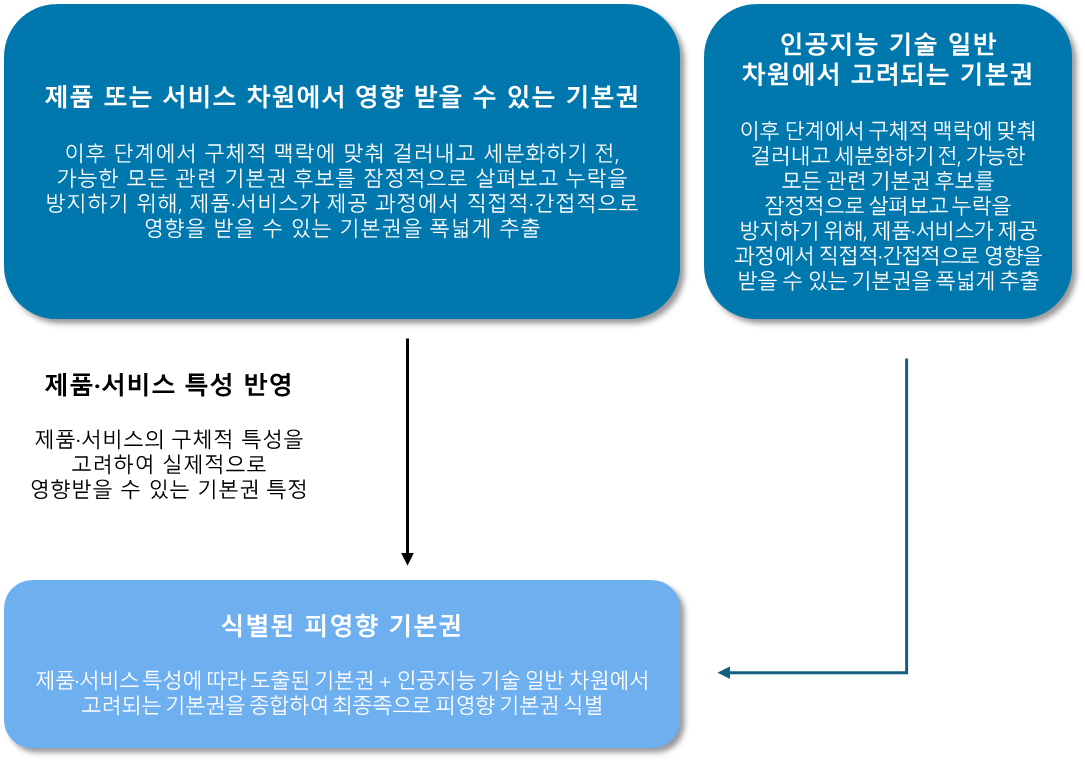 제품 또는 서비스 차원에서 영향 받을 수 있는 기본권
이후 단계에서 구체적 맥락에 맞춰 걸러내고 세분화하기 전,
가능한 모든 관련 기본권 후보를 잠정적으로 살펴보고 누락을
방지하기 위해, 제품·서비스가 제공 과정에서 직접적·간접적으로
영향을 받을 수 있는 기본권을 폭넓게 추출
인공지능 기술 일반
차원에서 고려되는 기본권
이후 단계에서 구체적 맥락에 맞춰
걸러내고 세분화하기 전, 가능한
모든 관련 기본권 후보를
잠정적으로 살펴보고 누락을
방지하기 위해, 제품·서비스가 제공
과정에서 직접적·간접적으로 영향을
받을 수 있는 기본권을 폭넓게 추출
제품·서비스 특성 반영
제품·서비스의 구체적 특성을
고려하여 실제적으로
영향받을 수 있는 기본권 특정
식별된 피영향 기본권
제품·서비스 특성에 따라 도출된 기본권 + 인공지능 기술 일반 차원에서
고려되는 기본권을 종합하여 최종족으로 피영향 기본권 식별